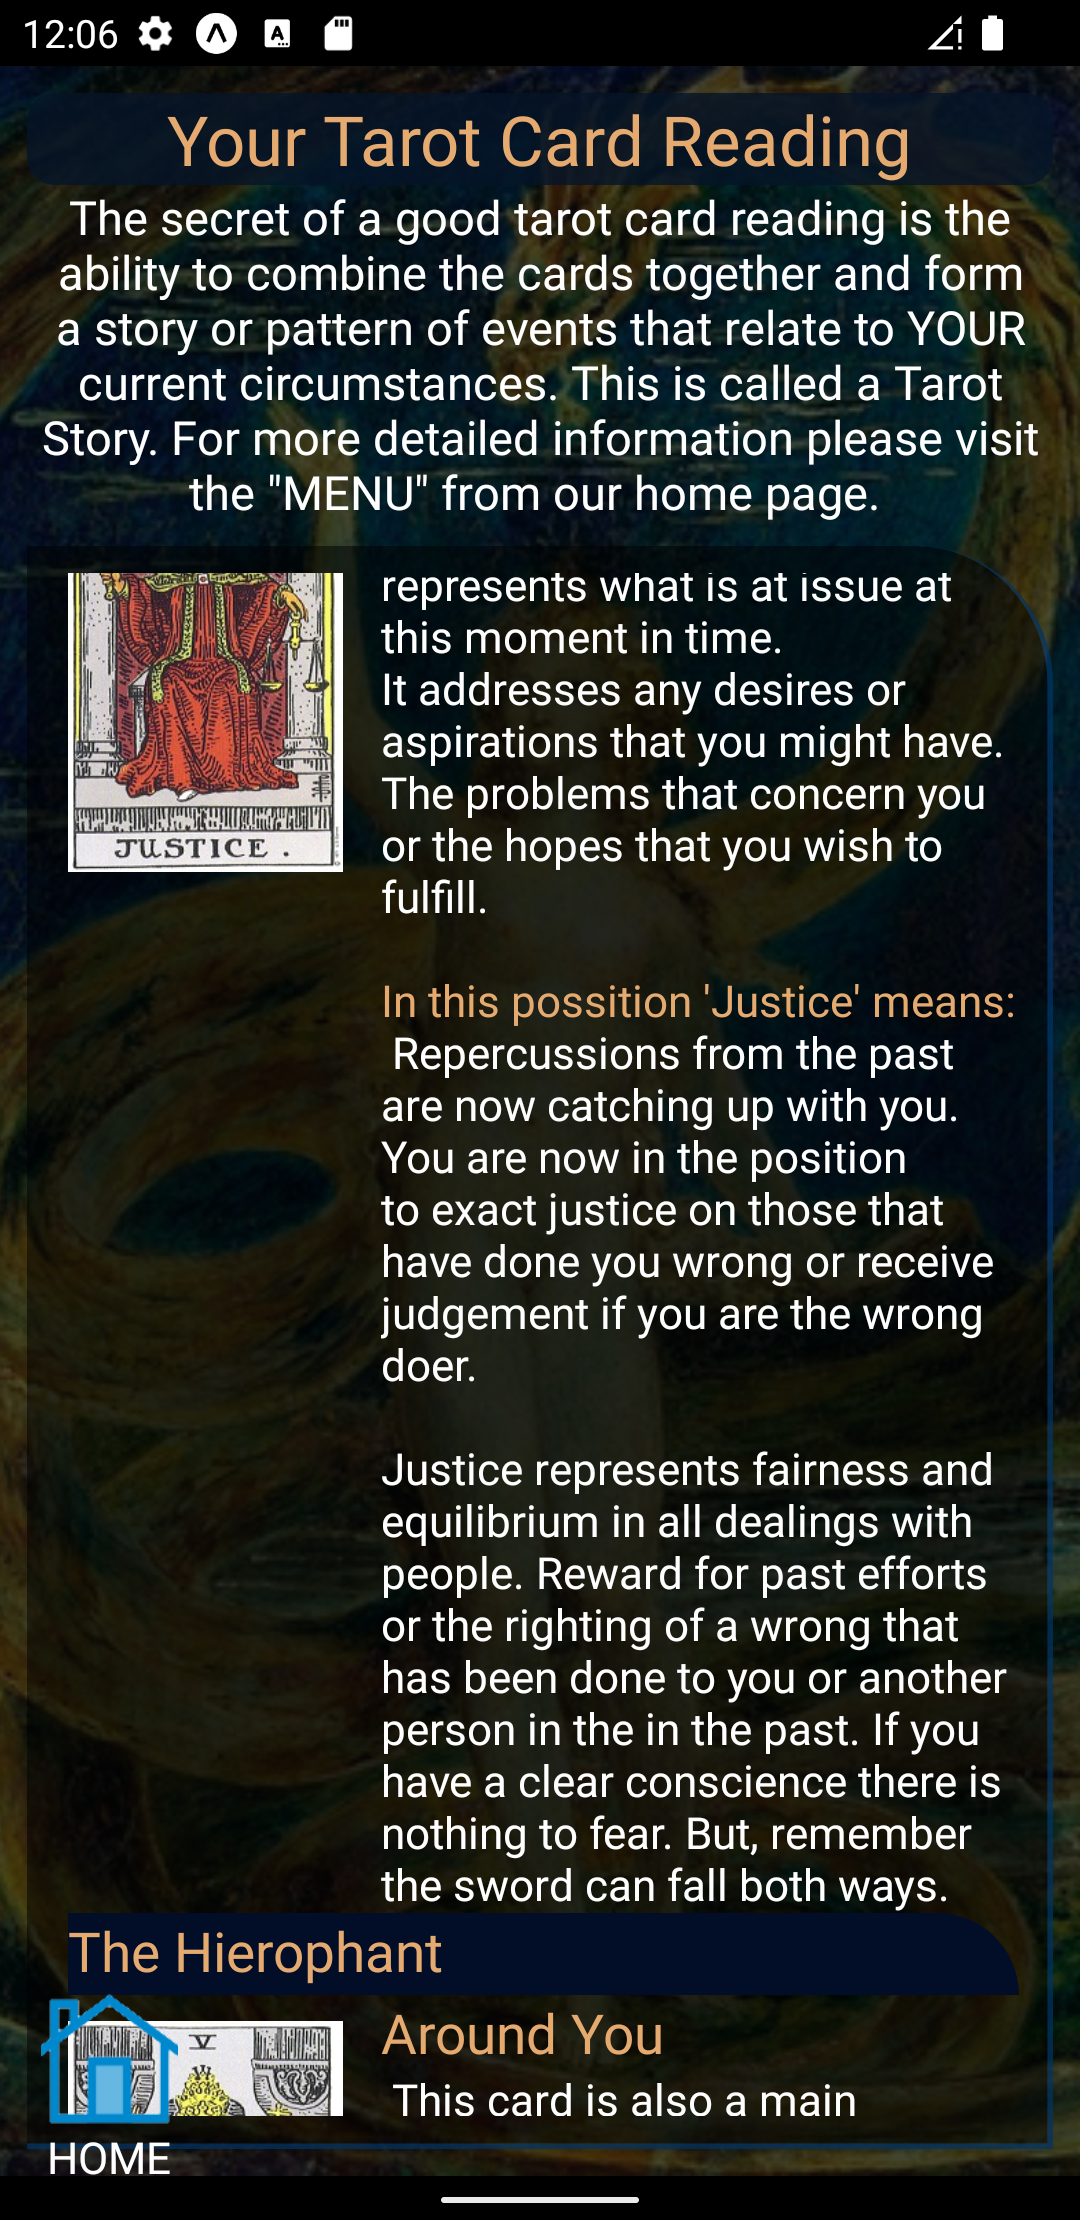 12:06
Your Tarot Card Reading
The secret of a good tarot card reading is the
ability to combine the cards together and form
a story or pattern of events that relate to YOUR
current circumstances. This is called a Tarot
Story. For more detailed information please visit
the "MENU" from our home page.
represents what is at issue at
this moment in time.
It addresses any desires or
aspirations that you might have.
The problems that concern you
or the hopes that you wish to
fulfill.
JUSTICE .
In this possition 'Justice' means:
Repercussions from the past
are now catching up with you.
You are now in the position
to exact justice on those that
have done you wrong or receive
judgement if you are the wrong
doer.
Justice represents fairness and
equilibrium in all dealings with
people. Reward for past efforts
or the righting of a wrong that
has been done to you or another
person in the in the past. If you
have a clear conscience there is
nothing to fear. But, remember
the sword can fall both ways.
The Hierophant
V
Around You
This card is also a main
HOME